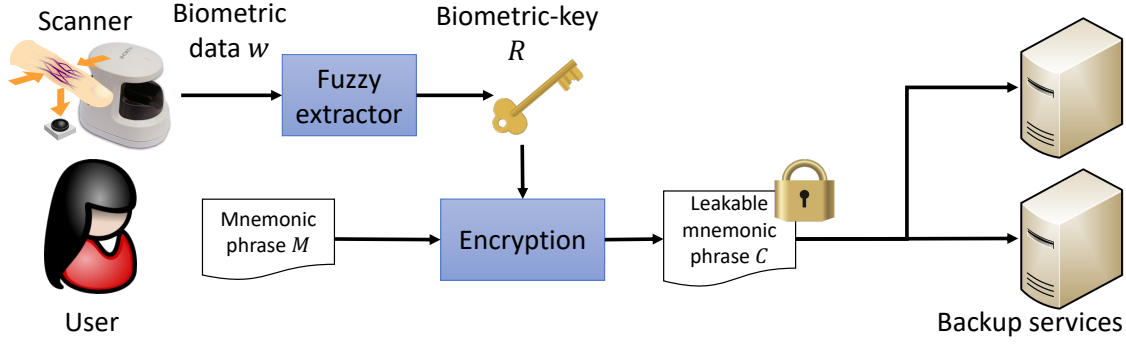 Scanner
Biometric
data w
Biometric-key
R
Fuzzy
extractor
Mnemonic
phrase M
Encryption
Leakable
mnemonic
phrase C
User
Backup services